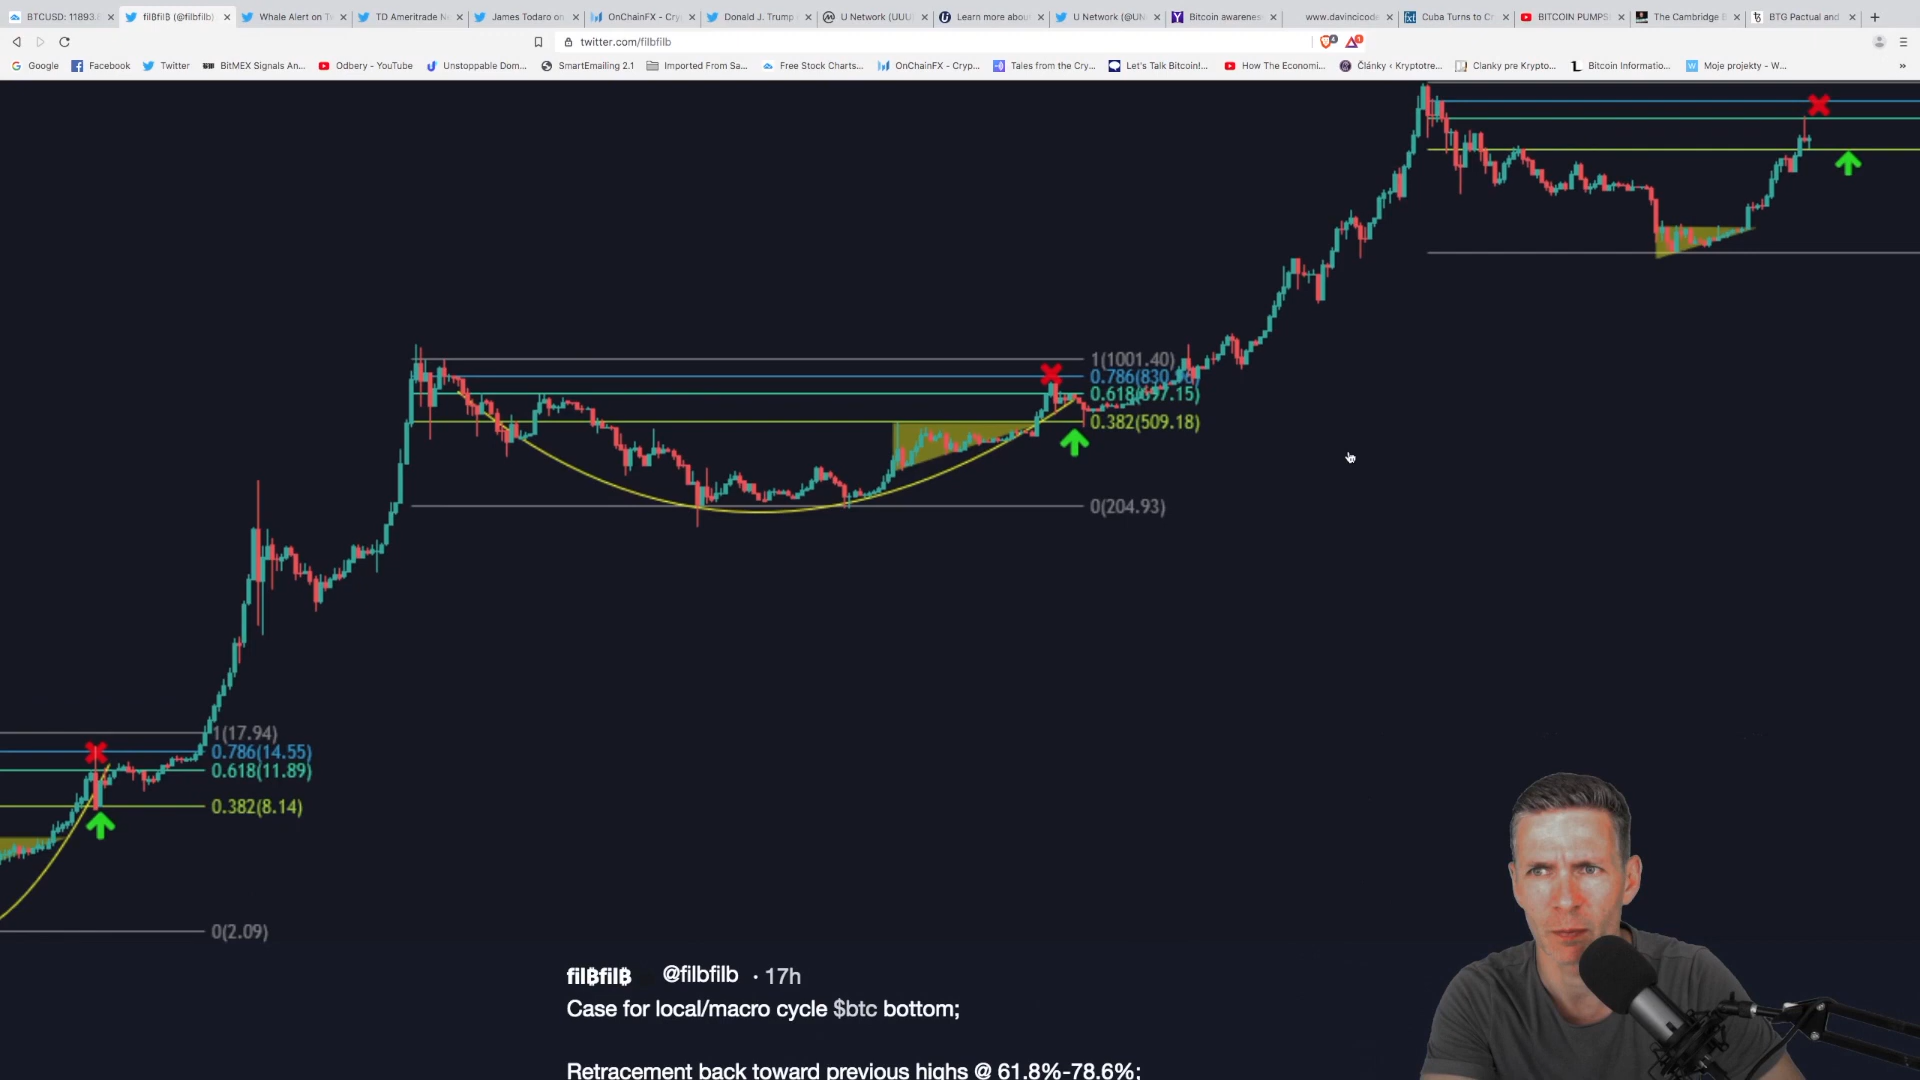 BTCUSD: 11893.
fil₿fil₿ (@filbfilb)
Whale Alert on T
TD Ameritrade N
James Todaro on
OnChainFX - Cry
Donald J. Trump
U Network (UUU
Learn more abou
U Network (@UN
Bitcoin awarenes
www.davincicod
Cuba Turns to Cr
BITCOIN PUMPS!
The Cambridge
BTG Pactual and
twitter.com/filbfilb
Google
Facebook
Twitter
BitMEX Signals An...
Odbery - YouTube
Unstoppable Dom...
SmartEmailing 2.1
Imported From Sa...
Free Stock Charts...
OnChainFX - Cryp...
Tales from the Cry...
Let's Talk Bitcoin!...
How The Economi...
Články ‹ Kryptotre...
Clanky pre Krypto...
Bitcoin Informatio...
Moje projekty - W...
1(1001.40)
0.618(697.15)
0.382(509.18)
0(204.93)
1(17.94)
0.786(14.55)
0.618(11.89)
0.382(8.14)
0(2.09)
fil₿fil₿ @filbfilb · 17h
Case for local/macro cycle $btc bottom;
Retracement back toward previous highs @ 61.8%-78.6%;